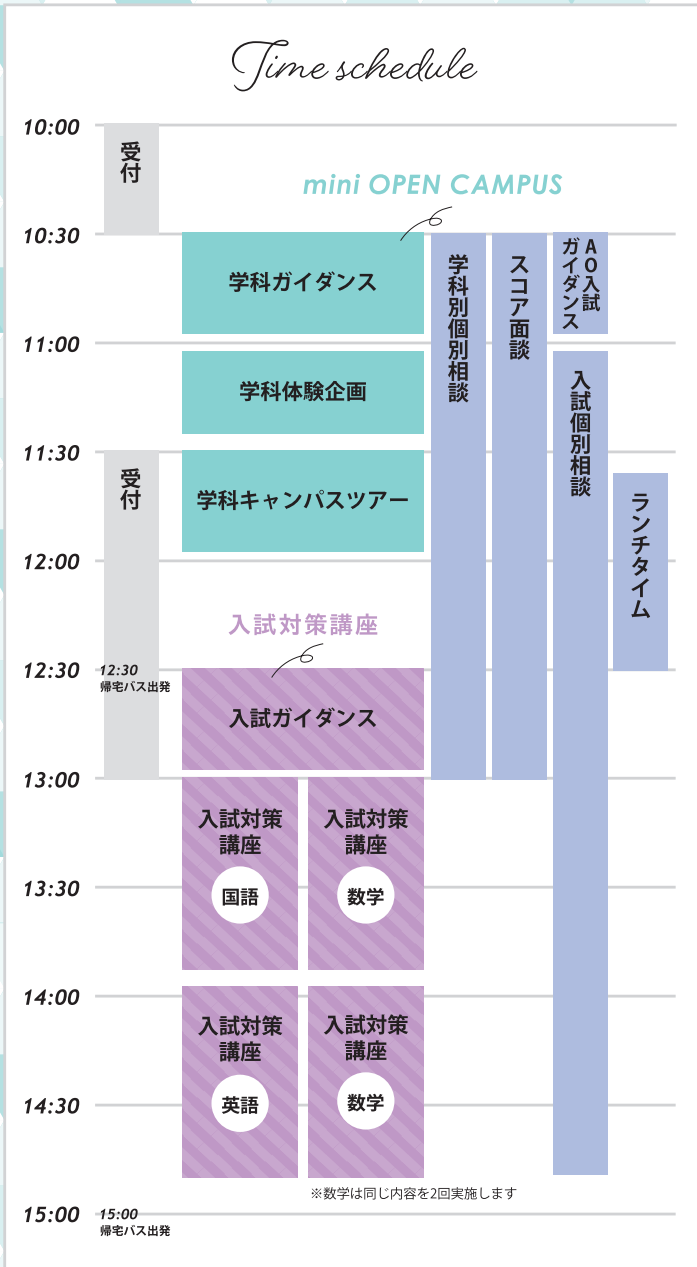 Time schedule
10:00
受付
mini OPEN CAMPUS
10:30
学科ガイダンス
学科別個別相談
スコア面談
AO入試
ガイダンス
11:00
学科体験企画
入試個別相談
11:30
受付
学科キャンパスツアー
ランチタイム
12:00
入試対策講座
12:30
12:30
帰宅バス出発
入試ガイダンス
13:00
入試対策
講座
国語
入試対策
講座
数学
13:30
14:00
入試対策
講座
英語
入試対策
講座
数学
14:30
※数学は同じ内容を2回実施します
15:00
15:00
帰宅バス出発